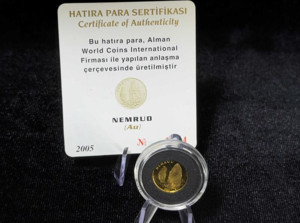 HATIRA PARA SERTİFİKASI
Certificate of Authenticity
Bu hatıra para, Alman
World Coins International
Firması ile yapılan anlaşma
çerçevesinde üretilmiştir
NEMRUD
(Au)
2005